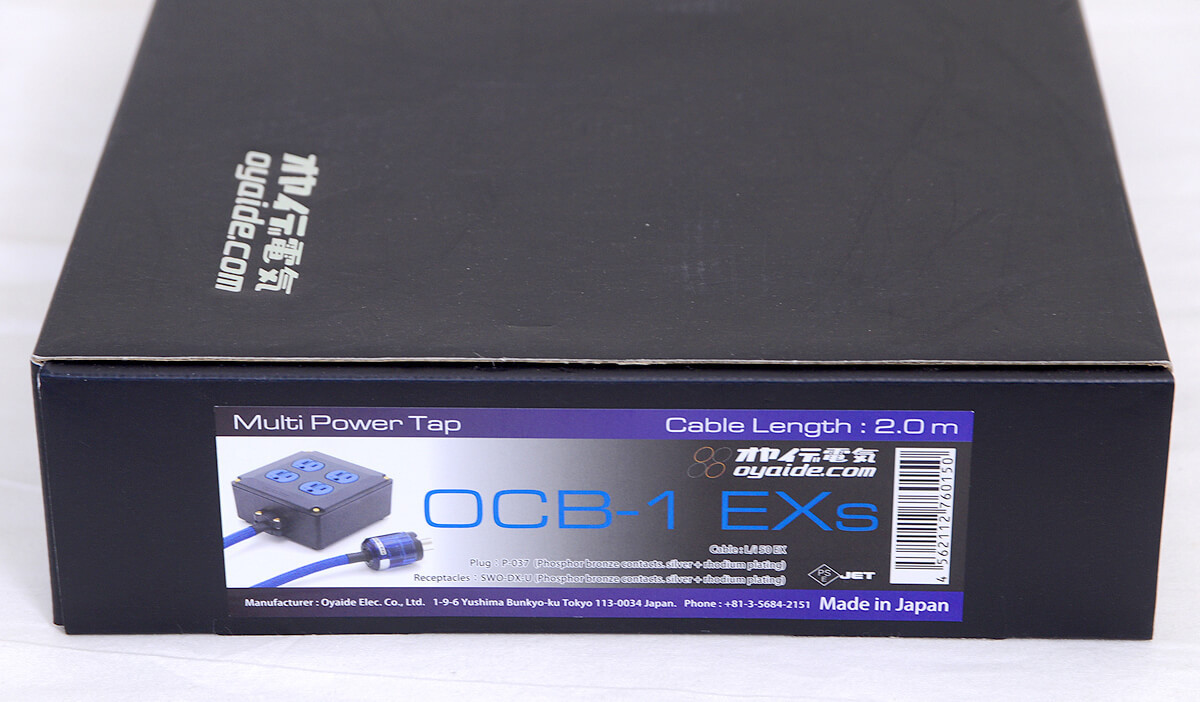 オヤイデ電気
oyaide.com
Multi Power Tap
Cable Length : 2.0 m
オヤイデ電気
oyaide.com
OCB-1 EXs
Cable : L/i 50 EX
Plug : P-037 (Phosphor bronze contacts. silver + rhodium plating)
Receptacles : SWO-DX-U (Phosphor bronze contacts. silver + rhodium plating)
PS
E
JET
4 562112 760150
Manufacturer : Oyaide Elec. Co., Ltd. 1-9-6 Yushima Bunkyo-ku Tokyo 113-0034 Japan. Phone : +81-3-5684-2151 Made in Japan